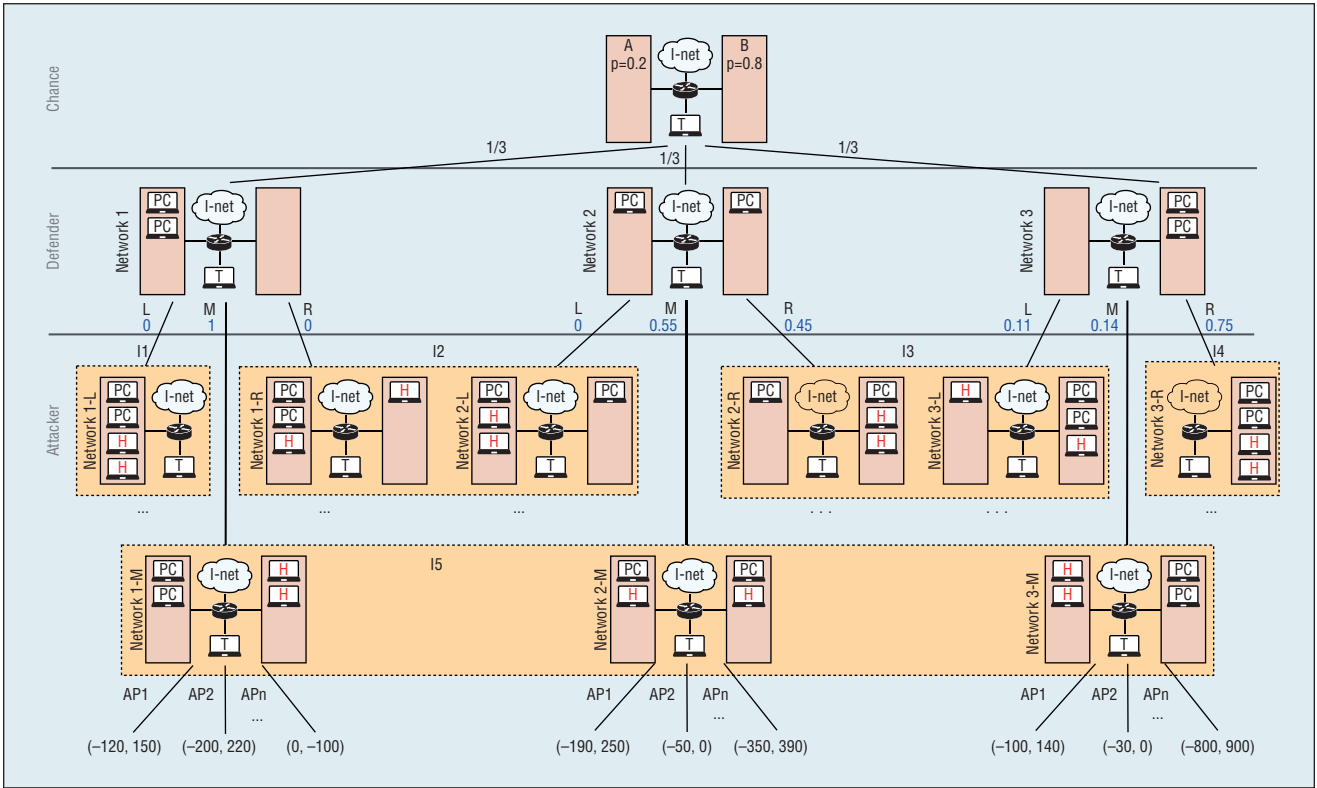 Chance
A
p=0.2
I-net
B
p=0.8
T
1/3
1/3
1/3
Defender
Network 1
PC
PC
I-net
T
Network 2
PC
I-net
PC
T
Network 3
I-net
PC
PC
T
L
0
M
1
R
0
L
0
M
0.55
R
0.45
L
0.11
M
0.14
R
0.75
Attacker
I1
I2
I3
I4
Network 1-L
PC
PC
H
H
I-net
T
Network 1-R
PC
PC
H
I-net
T
H
Network 2-L
PC
H
H
I-net
T
PC
Network 2-R
PC
I-net
T
PC
H
H
Network 3-L
H
I-net
T
PC
PC
H
Network 3-R
I-net
T
PC
PC
H
H
...
...
...
. . .
. . .
...
I5
Network 1-M
PC
PC
I-net
T
H
H
Network 2-M
PC
H
I-net
T
PC
H
Network 3-M
H
H
I-net
T
PC
PC
AP1 AP2 APn
...
AP1 AP2 APn
...
AP1 AP2 APn
...
(–120, 150) (–200, 220) (0, –100)
(–190, 250) (–50, 0) (–350, 390)
(–100, 140) (–30, 0) (–800, 900)